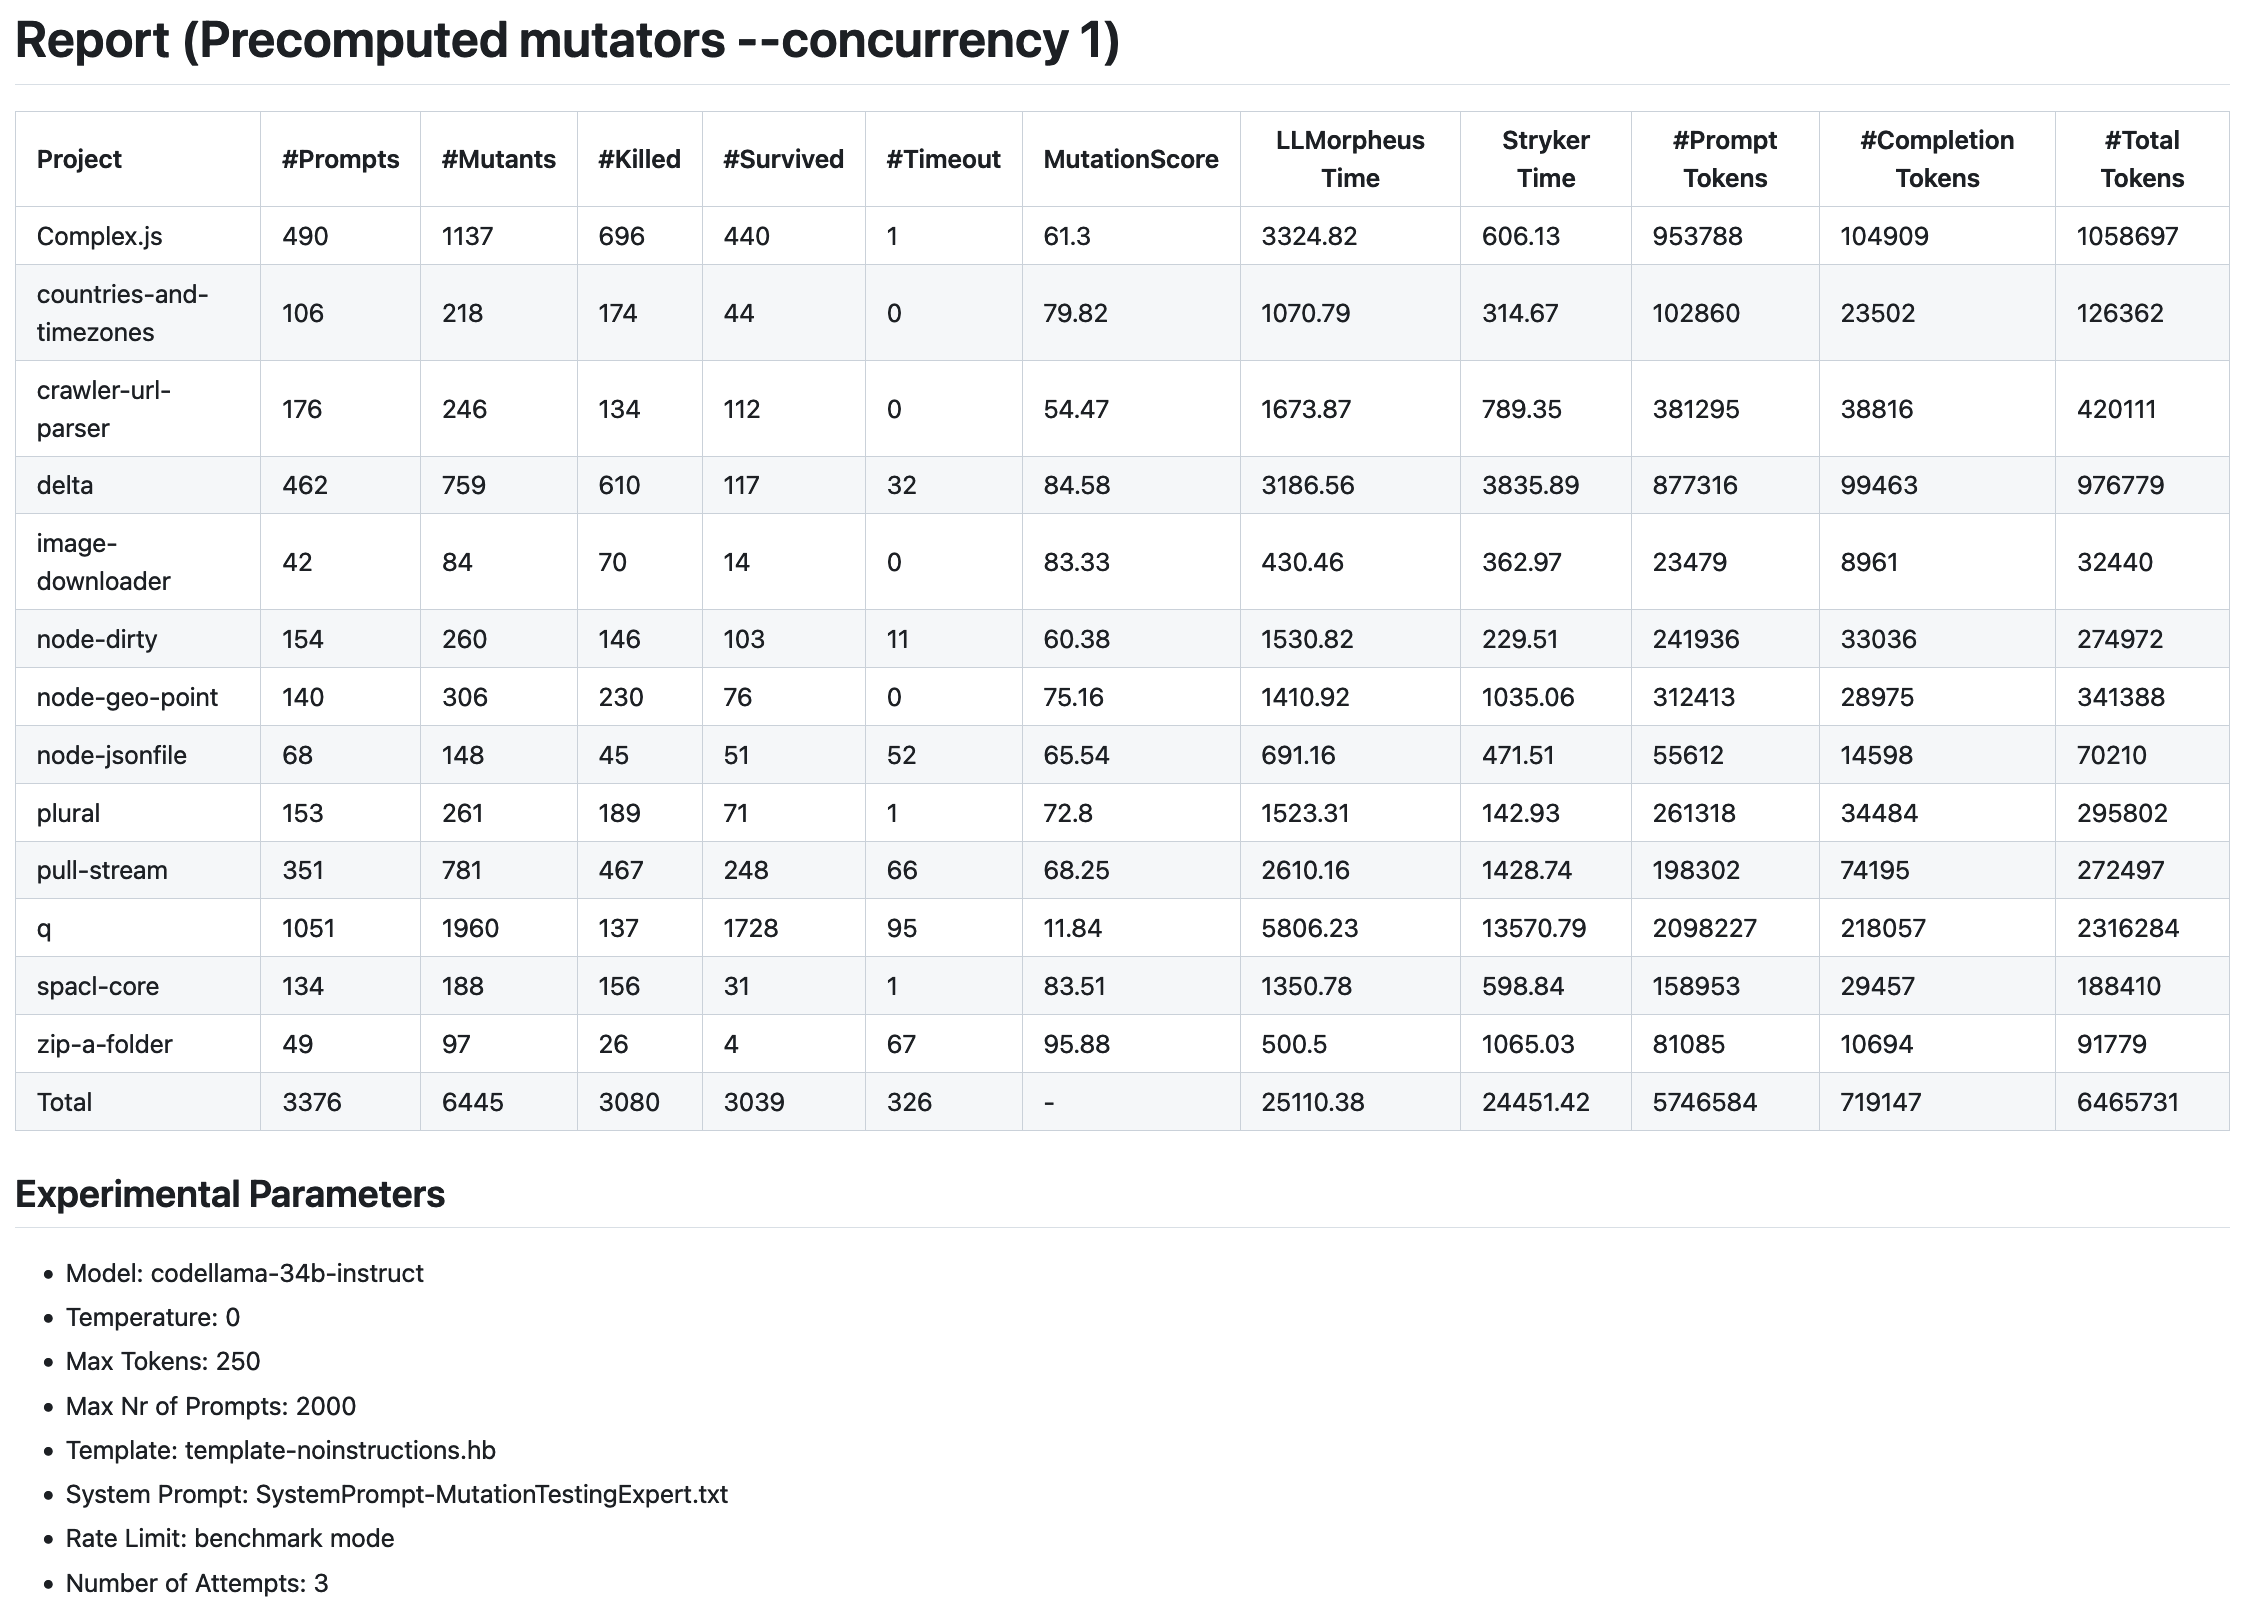 Report (Precomputed mutators --concurrency 1)
Project #Prompts #Mutants #Killed #Survived #Timeout MutationScore LLMorpheus Time Stryker Time #Prompt Tokens #Completion Tokens #Total Tokens
Complex.js 490 1137 696 440 1 61.3 3324.82 606.13 953788 104909 1058697
countries-and-timezones 106 218 174 44 0 79.82 1070.79 314.67 102860 23502 126362
crawler-url-parser 176 246 134 112 0 54.47 1673.87 789.35 381295 38816 420111
delta 462 759 610 117 32 84.58 3186.56 3835.89 877316 99463 976779
image-downloader 42 84 70 14 0 83.33 430.46 362.97 23479 8961 32440
node-dirty 154 260 146 103 11 60.38 1530.82 229.51 241936 33036 274972
node-geo-point 140 306 230 76 0 75.16 1410.92 1035.06 312413 28975 341388
node-jsonfile 68 148 45 51 52 65.54 691.16 471.51 55612 14598 70210
plural 153 261 189 71 1 72.8 1523.31 142.93 261318 34484 295802
pull-stream 351 781 467 248 66 68.25 2610.16 1428.74 198302 74195 272497
q 1051 1960 137 1728 95 11.84 5806.23 13570.79 2098227 218057 2316284
spacl-core 134 188 156 31 1 83.51 1350.78 598.84 158953 29457 188410
zip-a-folder 49 97 26 4 67 95.88 500.5 1065.03 81085 10694 91779
Total 3376 6445 3080 3039 326 - 25110.38 24451.42 5746584 719147 6465731
Experimental Parameters
• Model: codellama-34b-instruct
• Temperature: 0
• Max Tokens: 250
• Max Nr of Prompts: 2000
• Template: template-noinstructions.hb
• System Prompt: SystemPrompt-MutationTestingExpert.txt
• Rate Limit: benchmark mode
• Number of Attempts: 3